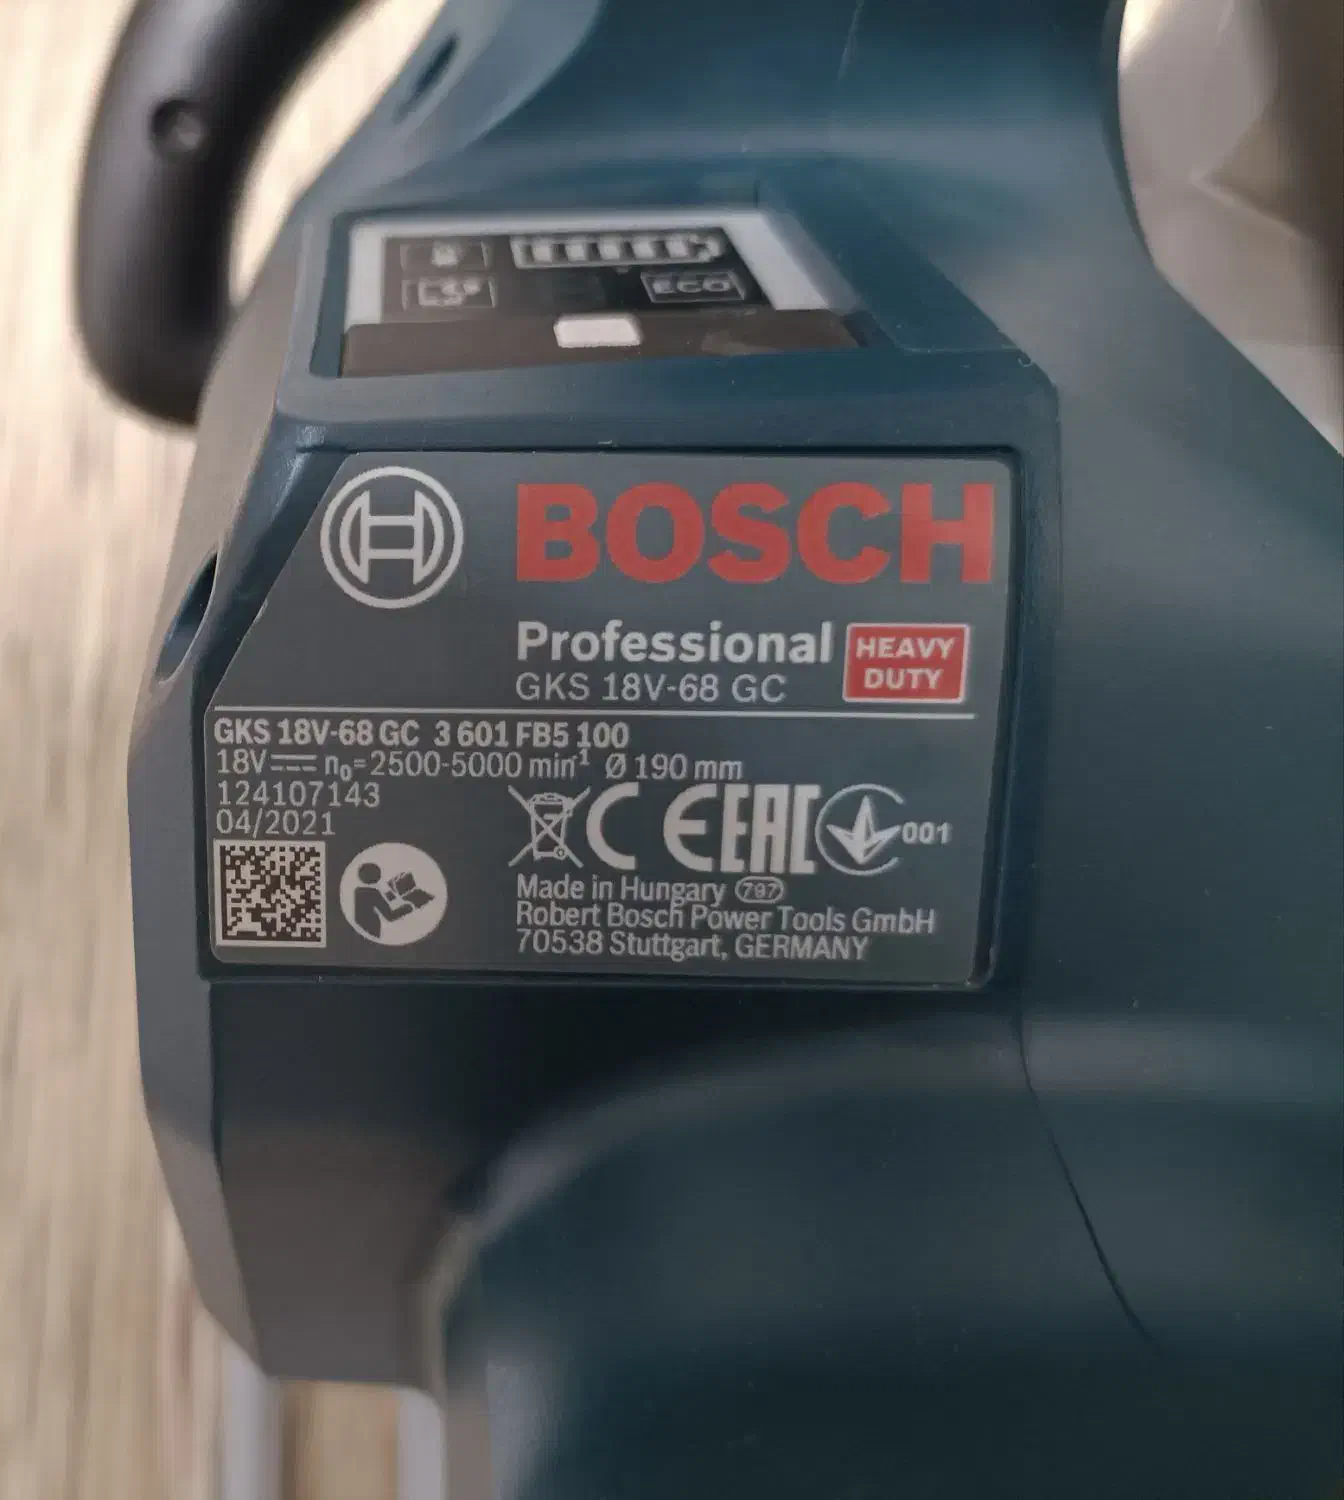 ECO
BOSCH
Professional
HEAVY
DUTY
GKS 18V-68 GC
GKS 18V-68 GC 3 601 FB5 100
18V⎓ n₀=2500-5000 min⁻¹ Ø 190 mm
124107143
04/2021
CE EAC 001
Made in Hungary 797
Robert Bosch Power Tools GmbH
70538 Stuttgart, GERMANY